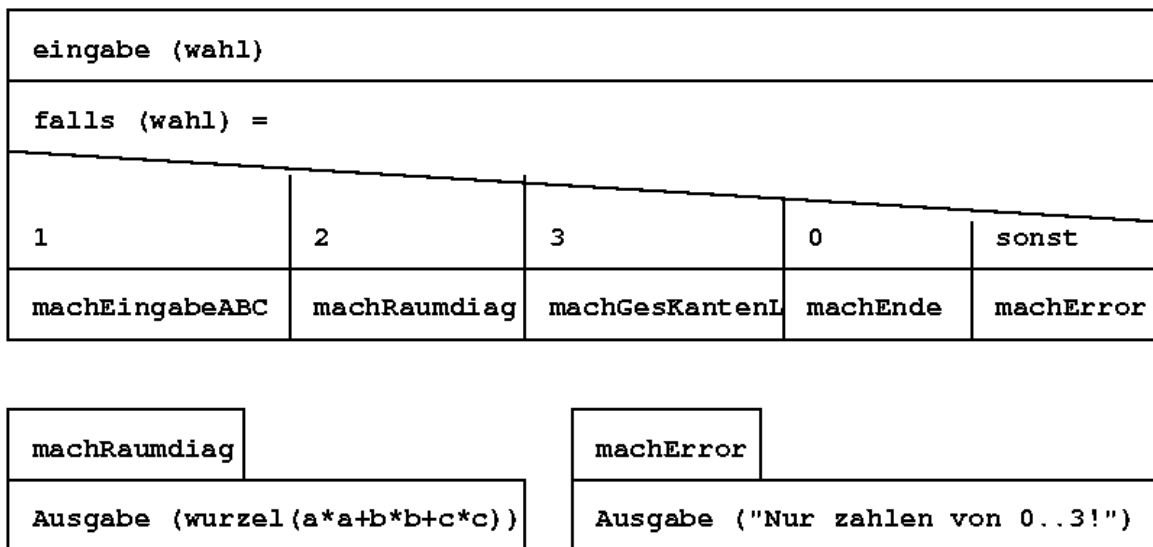 eingabe (wahl)
falls (wahl) =
1 2 3 0 sonst
machEingabeABC machRaumdiag machGesKantenL machEnde machError
machRaumdiag machError
Ausgabe (wurzel(a*a+b*b+c*c)) Ausgabe ("Nur zahlen von 0..3!")